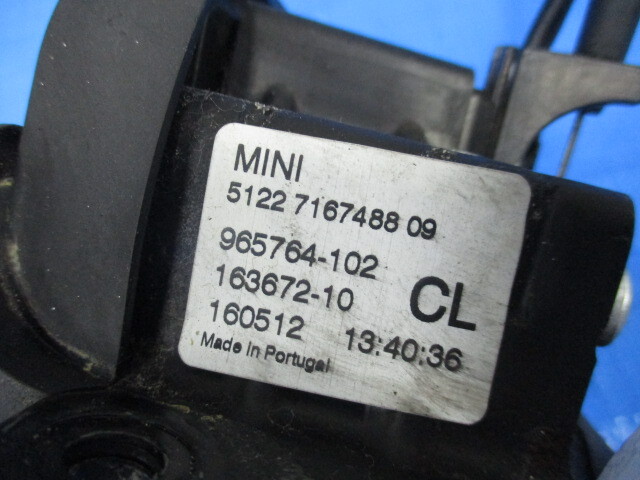 MINI
5122 7167488 09
965764-102
163672-10 CL
160512 13:40:36
Made in Portugal